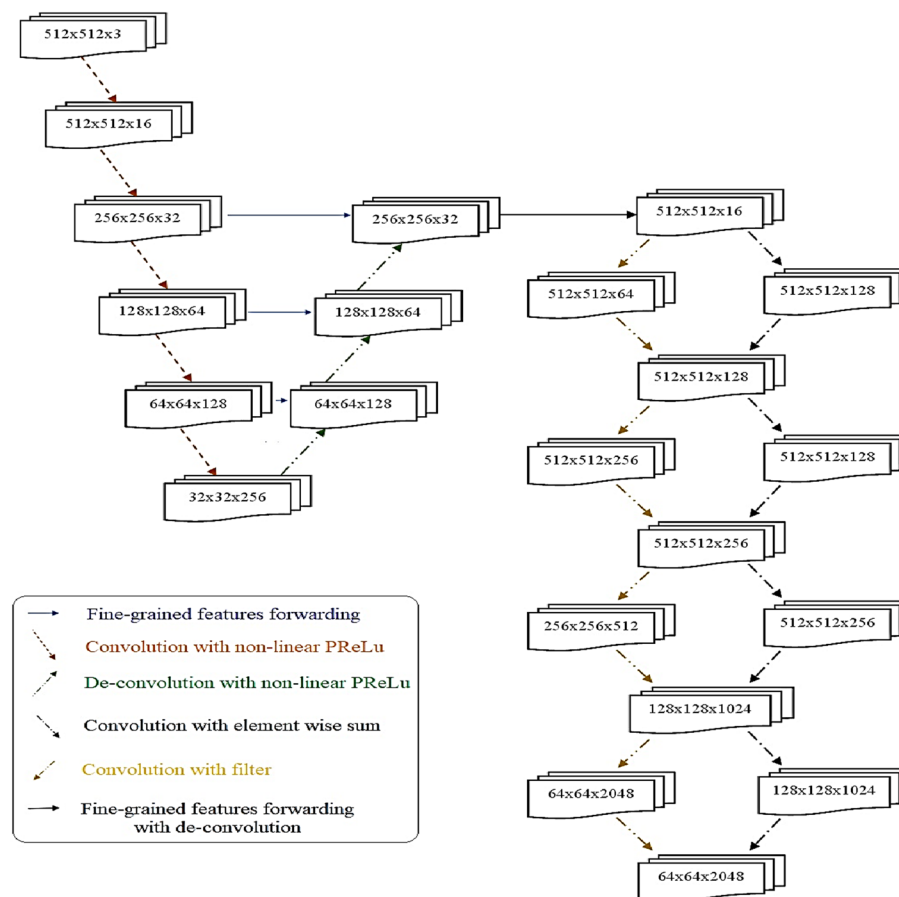 512x512x3
512x512x16
256x256x32
256x256x32
512x512x16
128x128x64
128x128x64
512x512x64
512x512x128
64x64x128
64x64x128
512x512x128
32x32x256
512x512x256
512x512x128
512x512x256
256x256x512
512x512x256
128x128x1024
64x64x2048
128x128x1024
64x64x2048
Fine-grained features forwarding
Convolution with non-linear PReLu
De-convolution with non-linear PReLu
Convolution with element wise sum
Convolution with filter
Fine-grained features forwarding
with de-convolution